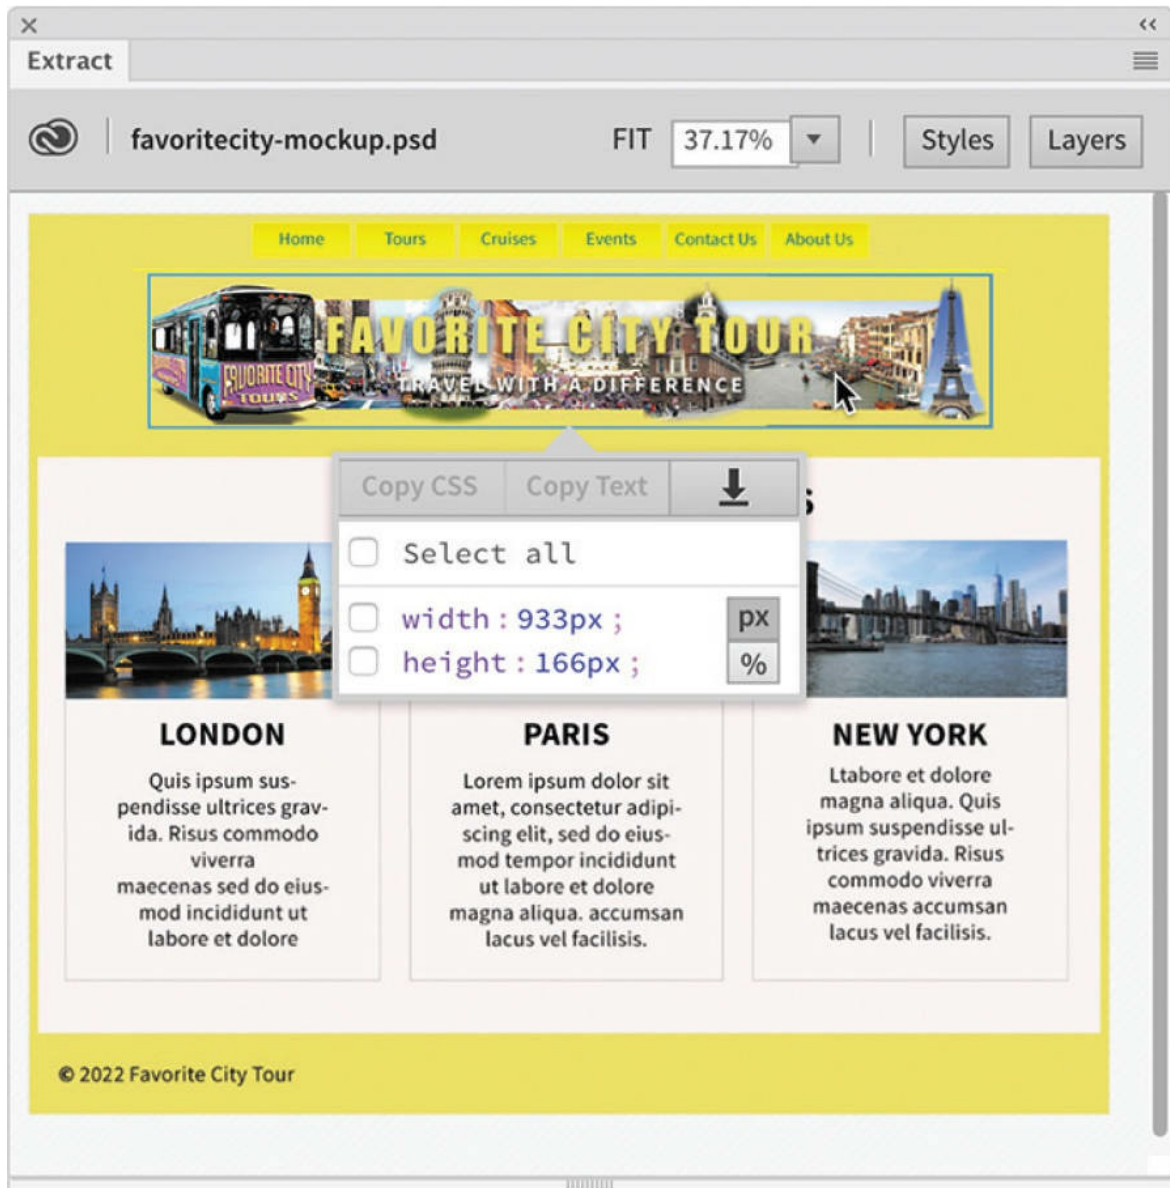 Extract
favoritecity-mockup.psd FIT 37.17% Styles Layers
Home Tours Cruises Events Contact Us About Us
FAVORITE CITY TOUR
TRAVEL WITH A DIFFERENCE
FAVORITE CITY
TOURS
Copy CSS Copy Text
S
Select all
width:933px; px
height:166px; %
LONDON
Quis ipsum sus-
pendisse ultrices grav-
ida. Risus commodo
viverra
maecenas sed do eius-
mod incididunt ut
labore et dolore
PARIS
Lorem ipsum dolor sit
amet, consectetur adipi-
scing elit, sed do eius-
mod tempor incididunt
ut labore et dolore
magna aliqua. accumsan
lacus vel facilisis.
NEW YORK
Ltabore et dolore
magna aliqua. Quis
ipsum suspendisse ul-
trices gravida. Risus
commodo viverra
maecenas accumsan
lacus vel facilisis.
© 2022 Favorite City Tour